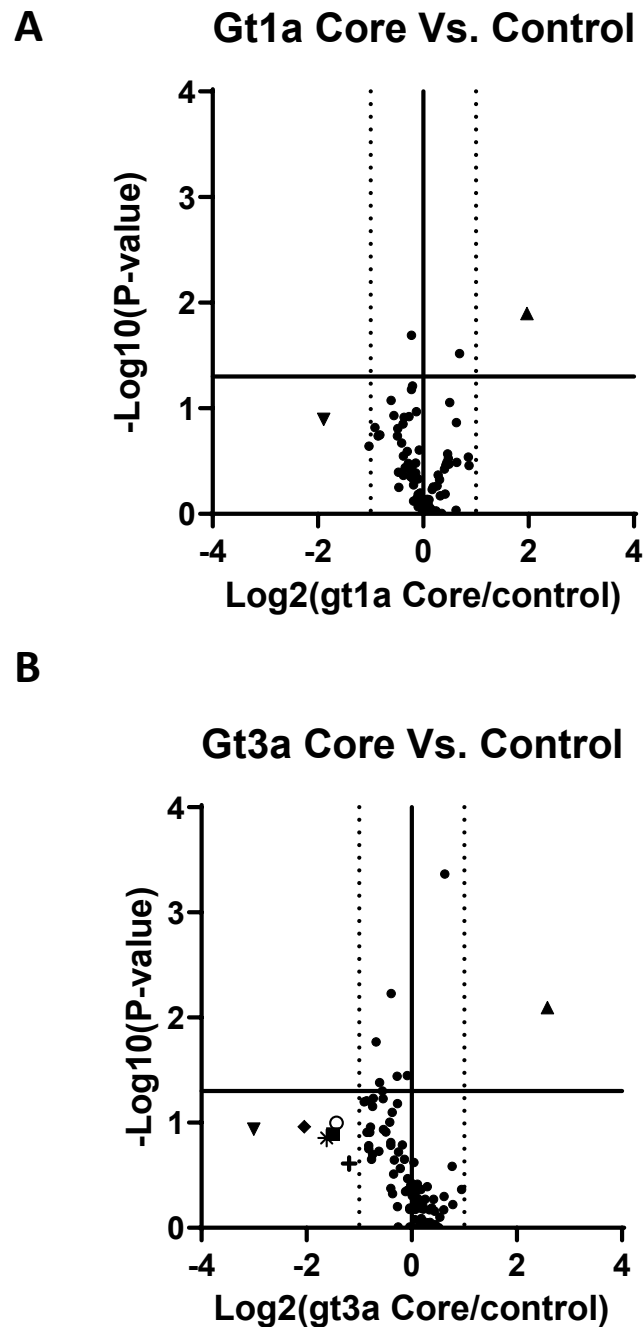 A
Gt1a Core Vs. Control
4
3
2
1
0
-Log10(P-value)
-4 -2 0 2 4
Log2(gt1a Core/control)
B
Gt3a Core Vs. Control
4
3
2
1
0
-Log10(P-value)
-4 -2 0 2 4
Log2(gt3a Core/control)